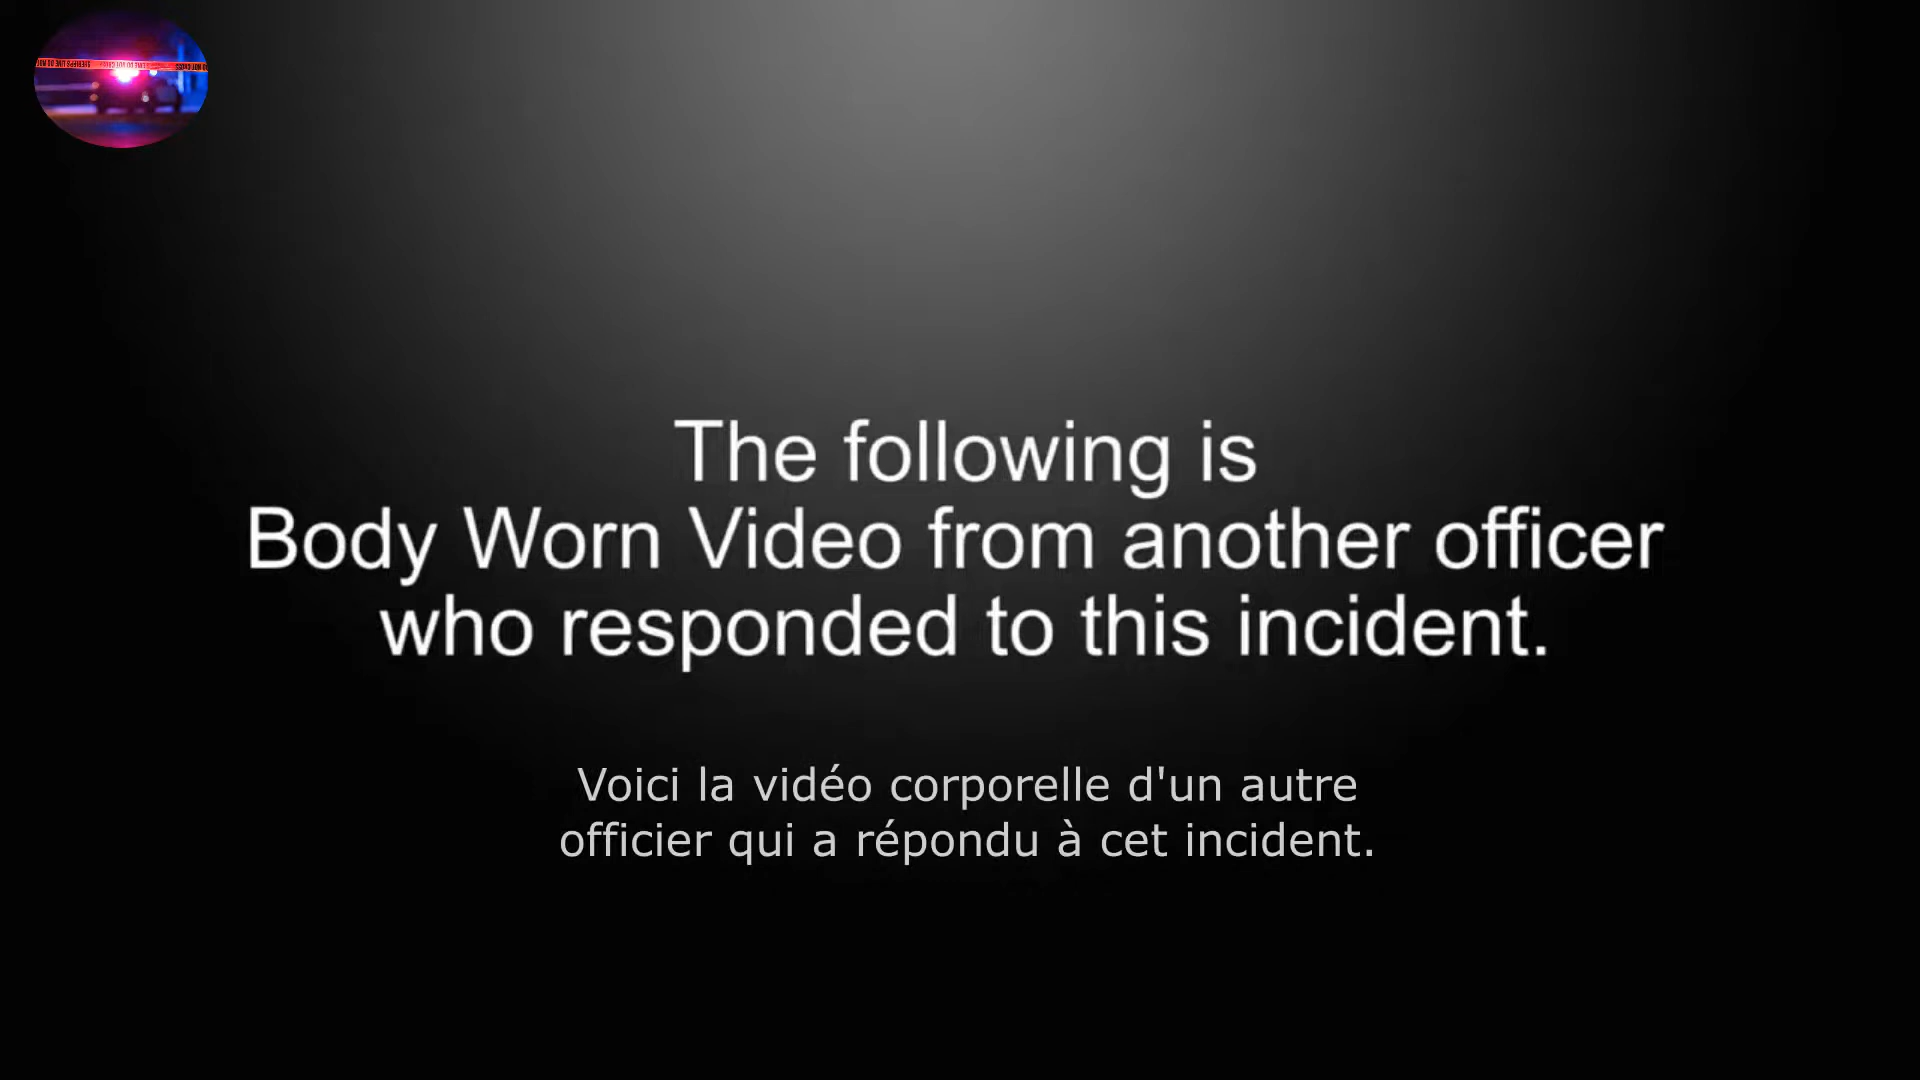 The following is
Body Worn Video from another officer
who responded to this incident.
Voici la vidéo corporelle d'un autre
officier qui a répondu à cet incident.